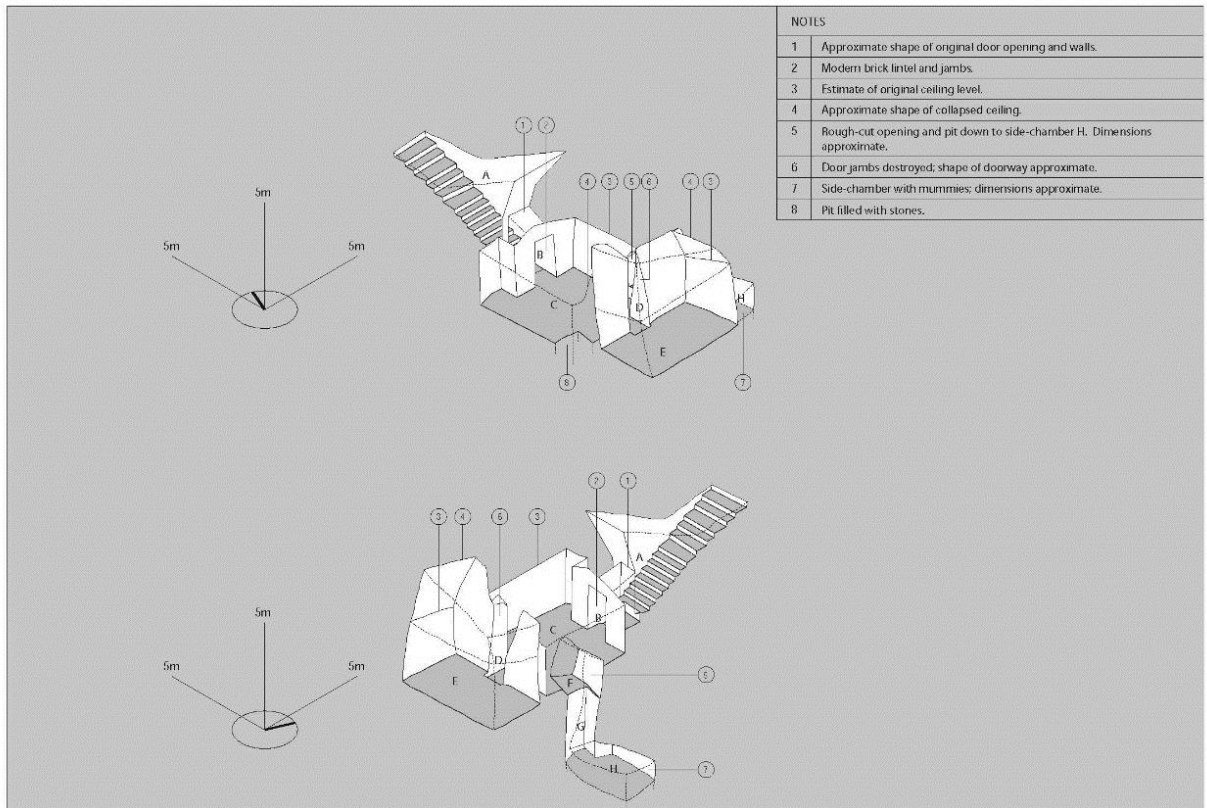 NOTES
1 Approximate shape of original door opening and walls.
2 Modern brick lintel and jambs.
3 Estimate of original ceiling level.
4 Approximate shape of collapsed ceiling.
5 Rough-cut opening and pit down to side-chamber H. Dimensions
approximate.
6 Door jambs destroyed; shape of doorway approximate.
7 Side-chamber with mummies; dimensions approximate.
8 Pit filled with stones.
1 2
4 3 5 6 4 3
A
5m
5m 5m
B
C D H
E
8 7
2 1
3 4 6 3
A
5m
5m 5m
B
C
D
E F 5
G
H 7